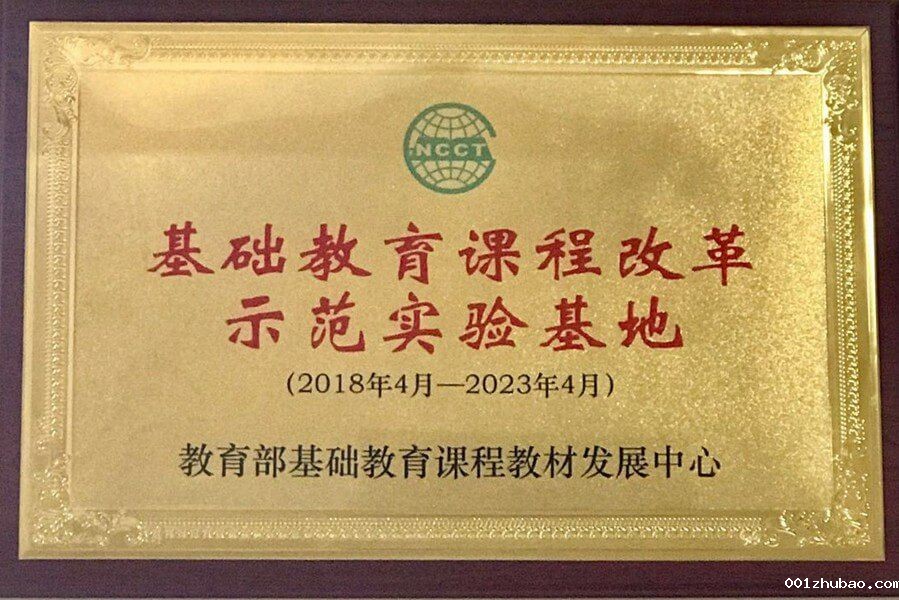 NCCT
基础教育课程改革
示范实验基地
(2018年4月—2023年4月)
教育部基础教育课程教材发展中心
001zhubao.com